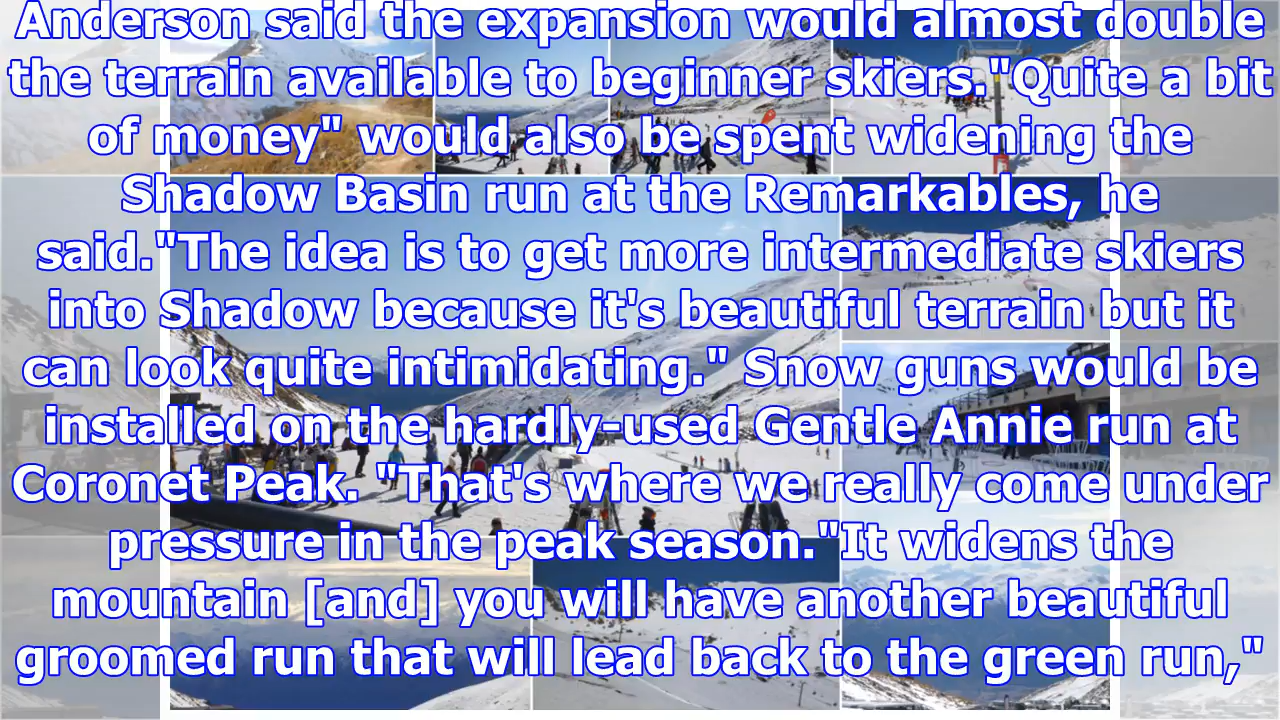 Anderson said the expansion would almost double
the terrain available to beginner skiers."Quite a bit
of money" would also be spent widening the
Shadow Basin run at the Remarkables, he
said."The idea is to get more intermediate skiers
into Shadow because it's beautiful terrain but it
can look quite intimidating." Snow guns would be
installed on the hardly-used Gentle Annie run at
Coronet Peak. "That's where we really come under
pressure in the peak season."It widens the
mountain [and] you will have another beautiful
groomed run that will lead back to the green run,"